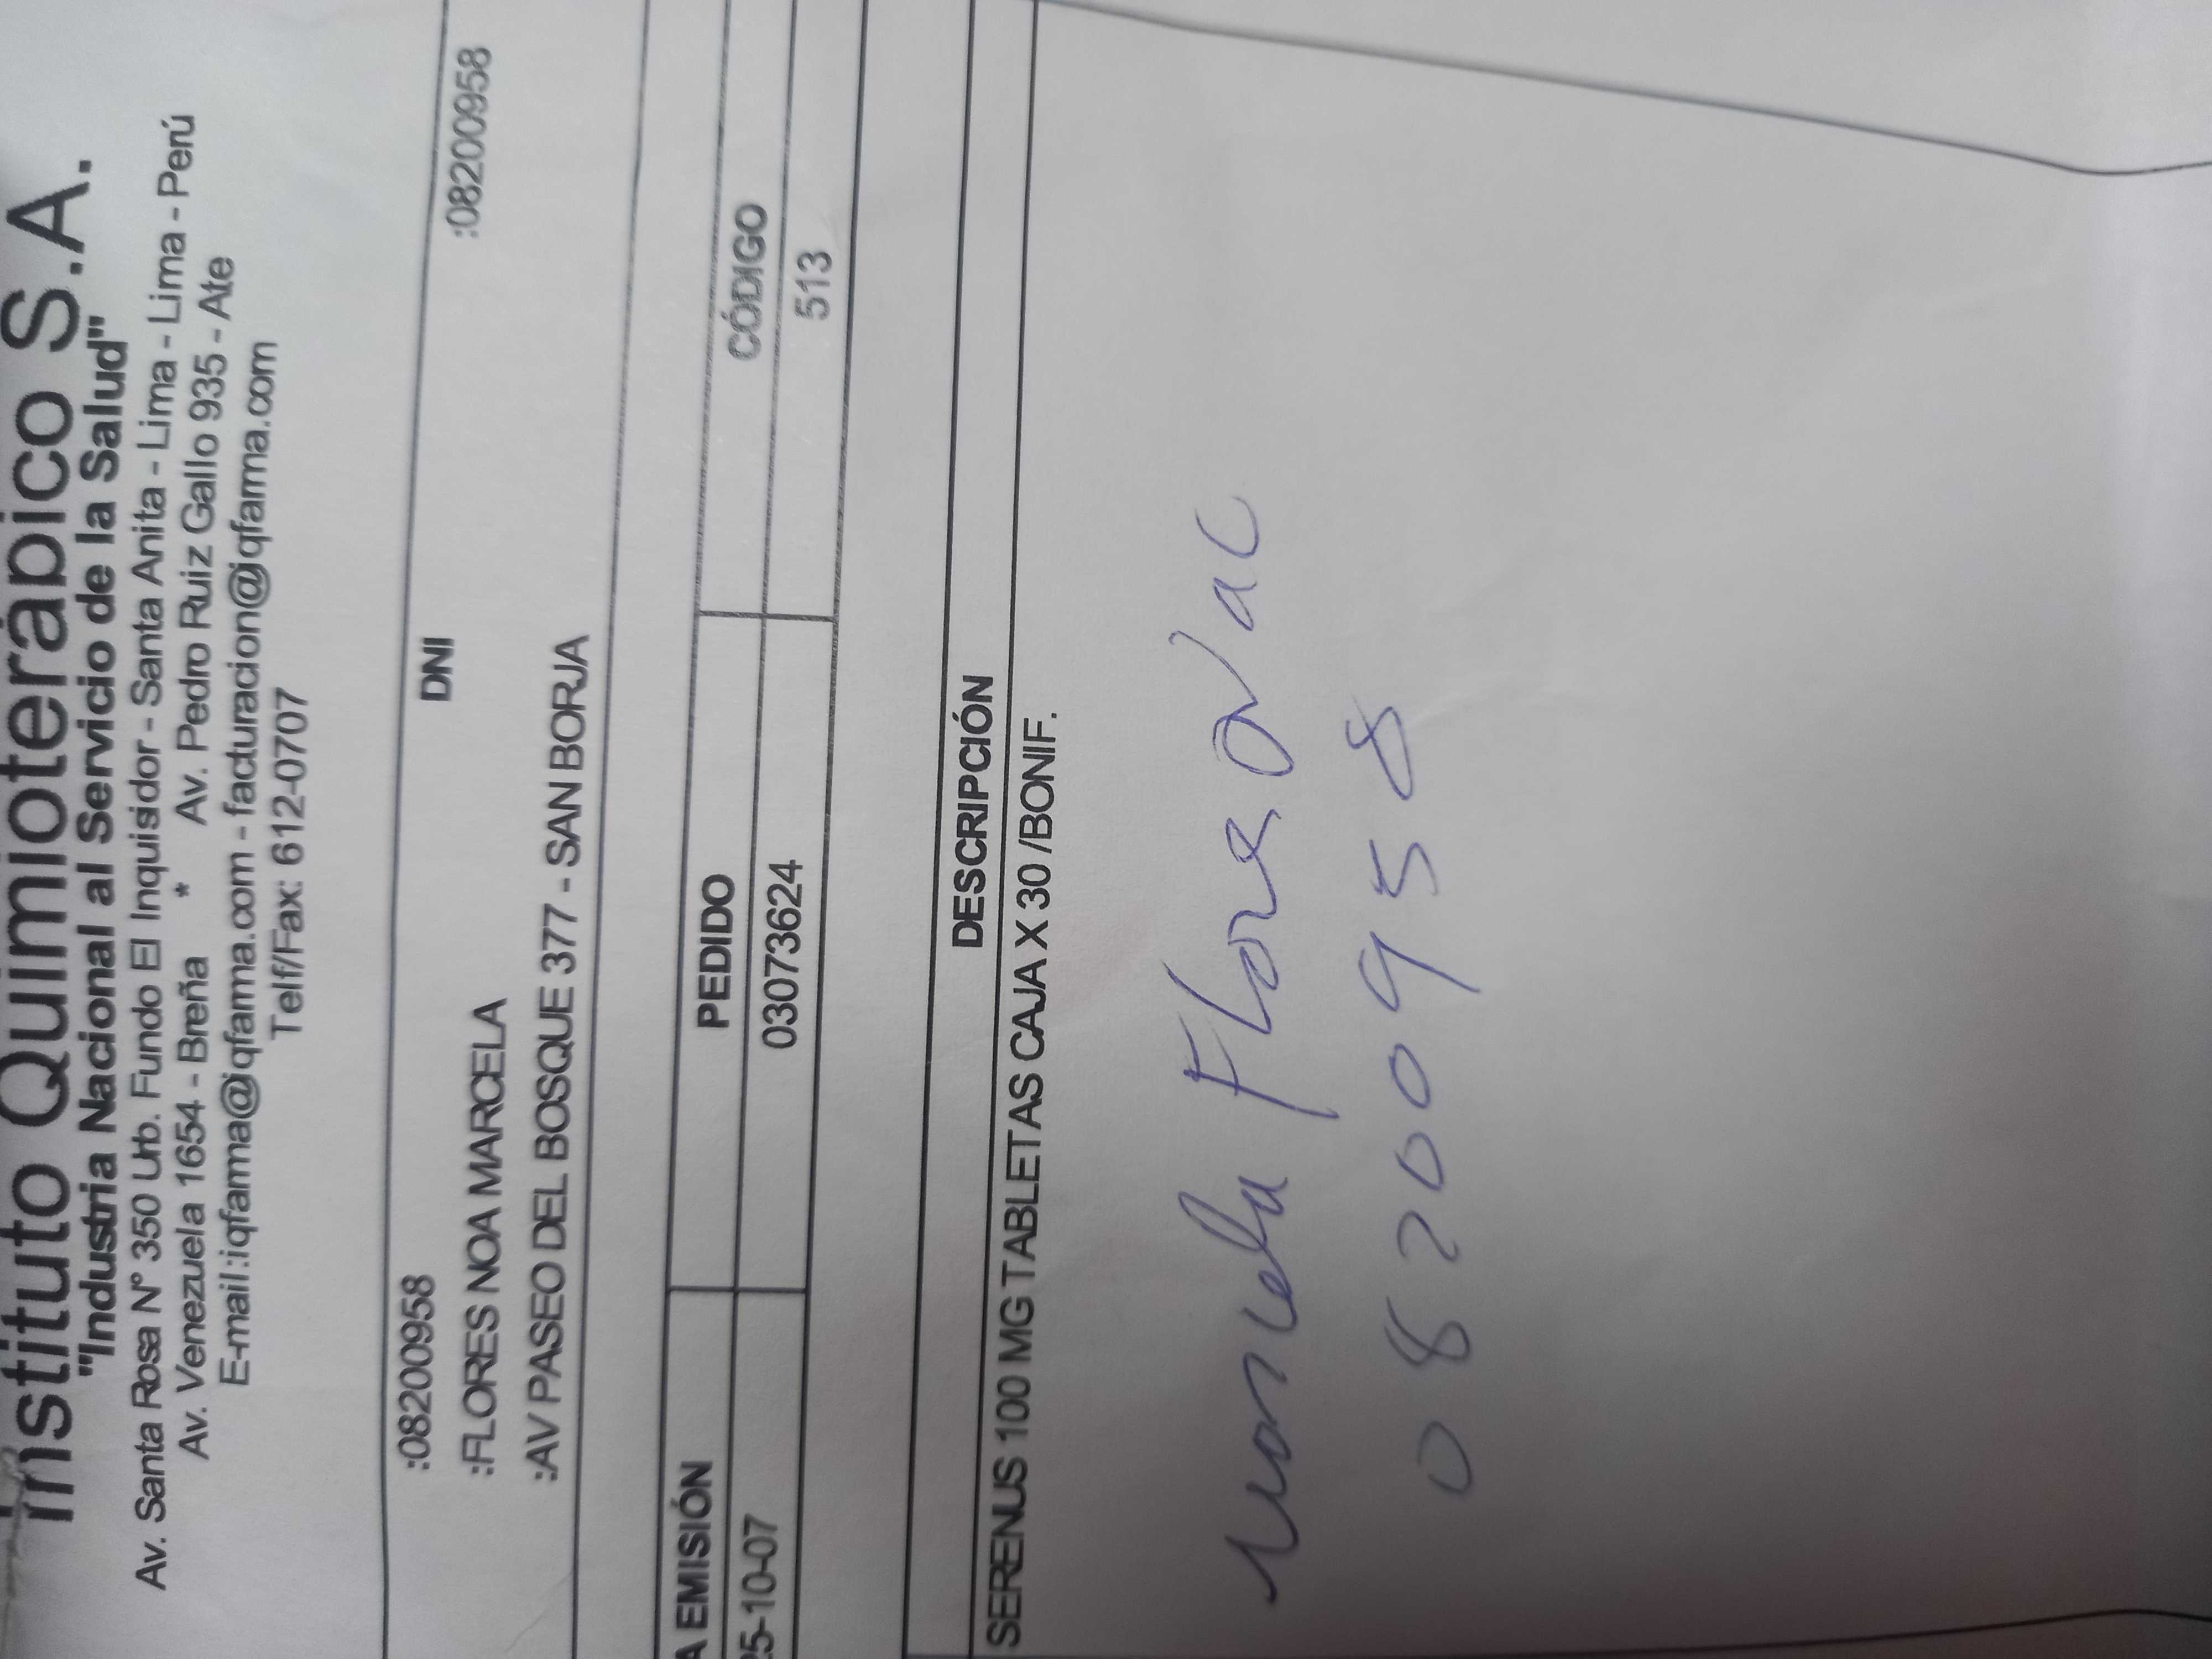 Instituto Quimioterápico S.A.
"Industria Nacional al Servicio de la Salud"
Av. Santa Rosa Nº 350 Urb. Fundo El Inquisidor - Santa Anita - Lima - Lima - Perú
Av. Venezuela 1654 - Breña * Av. Pedro Ruiz Gallo 935 - Ate
E-mail:iqfarma@iqfarma.com - facturacion@iqfarma.com
Telf/Fax: 612-0707
:08200958 DNI :08200958
:FLORES NOA MARCELA
:AV PASEO DEL BOSQUE 377 - SAN BORJA
A EMISIÓN PEDIDO CÓDIGO
25-10-07 03073624 513
DESCRIPCIÓN
SERENUS 100 MG TABLETAS CAJA X 30 /BONIF.
Marcela Flores
08200958